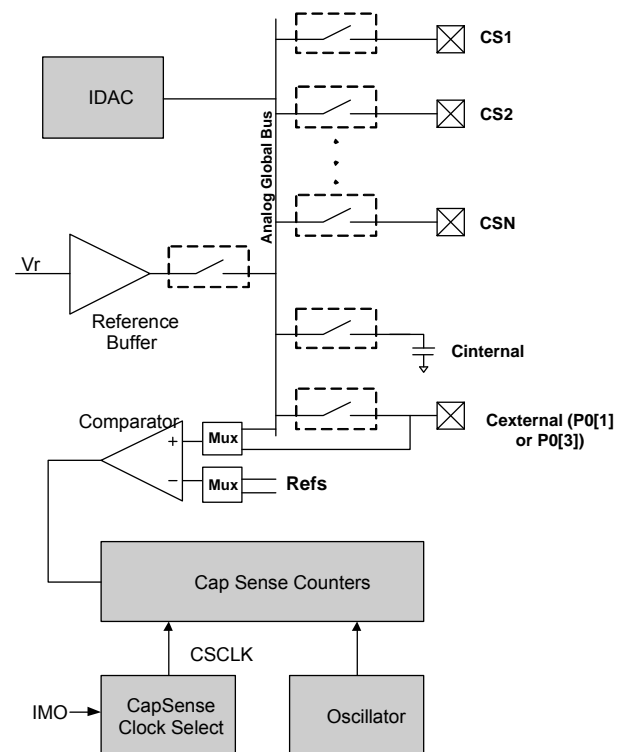 CS1
IDAC
CS2
Analog Global Bus
CSN
Vr
Reference
Buffer
Cinternal
Comparator
+
Mux
Cexternal (P0[1]
or P0[3])
−
Mux
Refs
Cap Sense Counters
CSCLK
IMO
CapSense
Clock Select
Oscillator